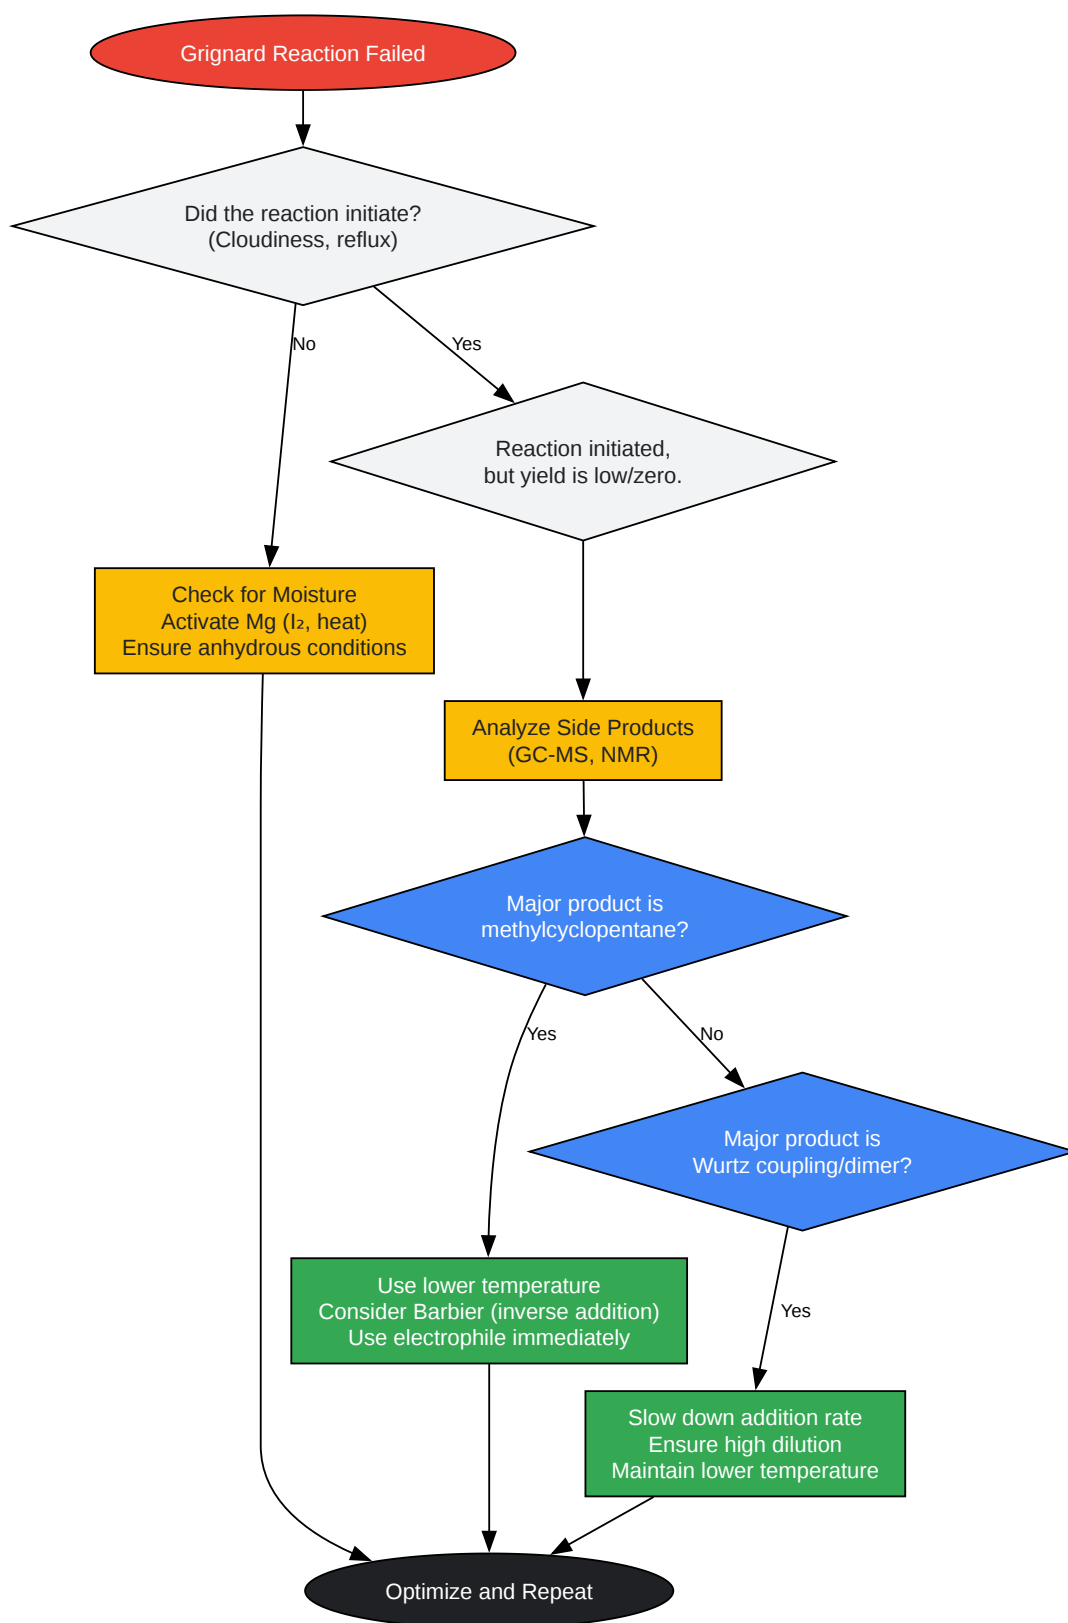 Grignard Reaction Failed
Did the reaction initiate?
(Cloudiness, reflux)
No
Yes
Reaction initiated,
but yield is low/zero.
Check for Moisture
Activate Mg (I₂, heat)
Ensure anhydrous conditions
Analyze Side Products
(GC-MS, NMR)
Major product is
methylcyclopentane?
Yes
No
Major product is
Wurtz coupling/dimer?
Use lower temperature
Consider Barbier (inverse addition)
Use electrophile immediately
Yes
Slow down addition rate
Ensure high dilution
Maintain lower temperature
Optimize and Repeat